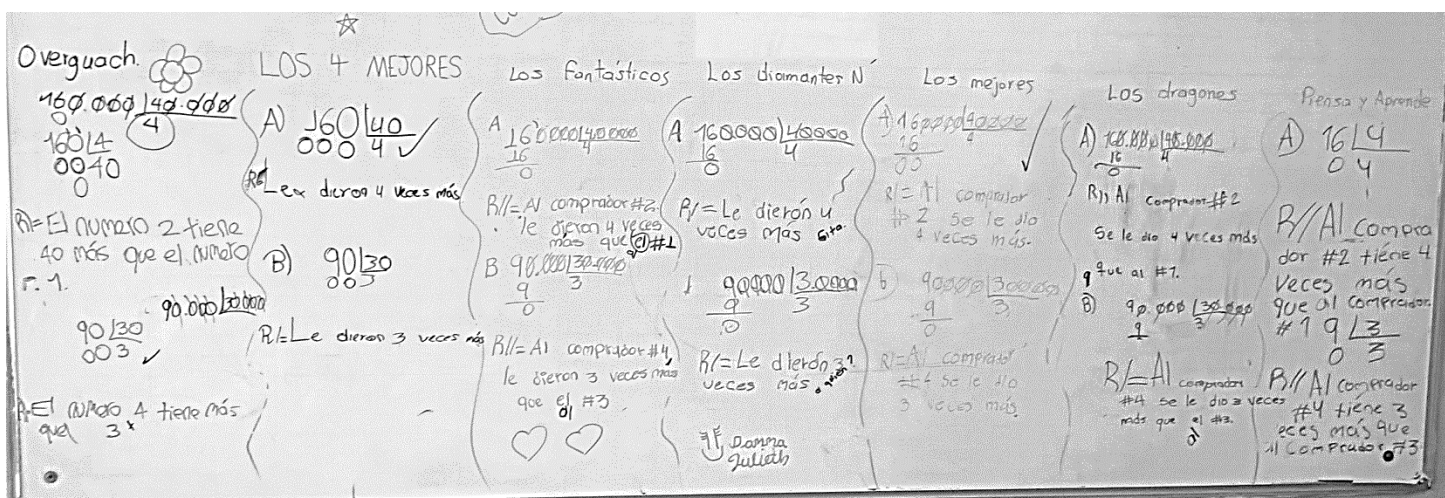 Overguach.
160.000 |40.000
0 4
160 |4
0040
0
R)= El numero 2 tiene
40 más que el numero
r. 1.
90.000 |30000
90 |30
003
R. El numero 4 tiene más
quel 3
LOS 4 MEJORES
A) 160 |40
000 4
R/= Les dieron 4 veces más
B) 90 |30
003
R/= Le dieron 3 veces más
Los fantásticos
A 160000 |40000
16 4
0
R//= Al comprador #2
le dieron 4 veces
más que el #1
B 90.000 |30.000
9 3
0
R//= Al comprador #4
le dieron 3 veces más
que el #3.
al
Los diamantes N
A 160000 |40000
16 4
0
R/= Le dierón 4
veces más
90000 |3.0000
9 3
0
R/= Le dierón 3
veces más. quién?
Danna
Julieth
Los mejores
A) 160000 |40000
16 4
00
R/= Al comprador
#2 se le dio
4 veces más.
b 90000 |30000
9 3
0
R/= Al comprador
#4 se le dio
3 veces más.
Los dragones
A) 160.000 |40.000
16 4
0
R// Al comprador #2
Se le dio 4 veces más
que al #1.
B) 90.000 |30.000
9 3
R/= Al comprador
#4 se le dio 3 veces
más que el #3.
al
Piensa y Aprende
A) 16 |4
0 4
R// Al compra
dor #2 tiene 4
veces más
que al comprador
#1 9 |3
0 3
R// Al comprador
#4 tiene 3
eces más que
al comprador #3